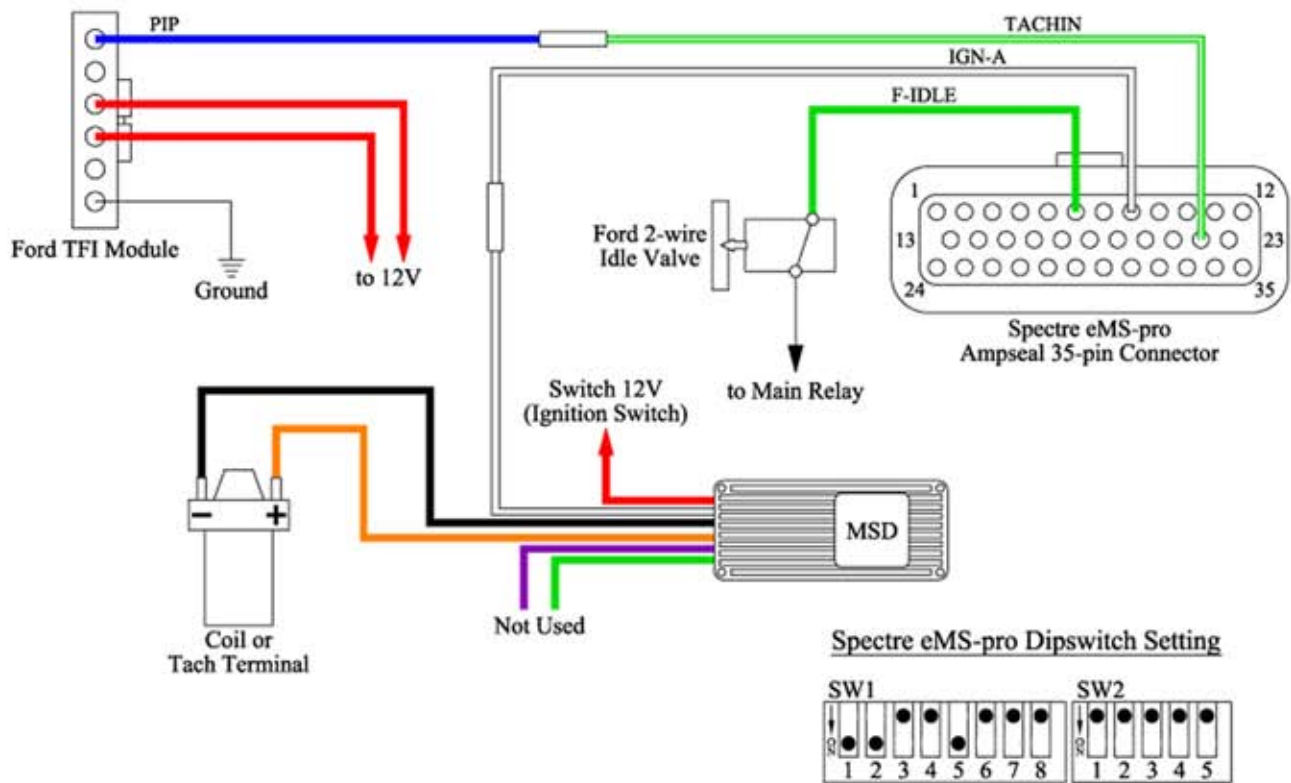 PIP
TACHIN
IGN-A
F-IDLE
1
12
13
23
24
35
Ford TFI Module
Ground
to 12V
Ford 2-wire
Idle Valve
to Main Relay
Spectre eMS-pro
Ampseal 35-pin Connector
Switch 12V
(Ignition Switch)
- +
MSD
Coil or
Tach Terminal
Not Used
Spectre eMS-pro Dipswitch Setting
SW1
ON
1 2 3 4 5 6 7 8
SW2
ON
1 2 3 4 5